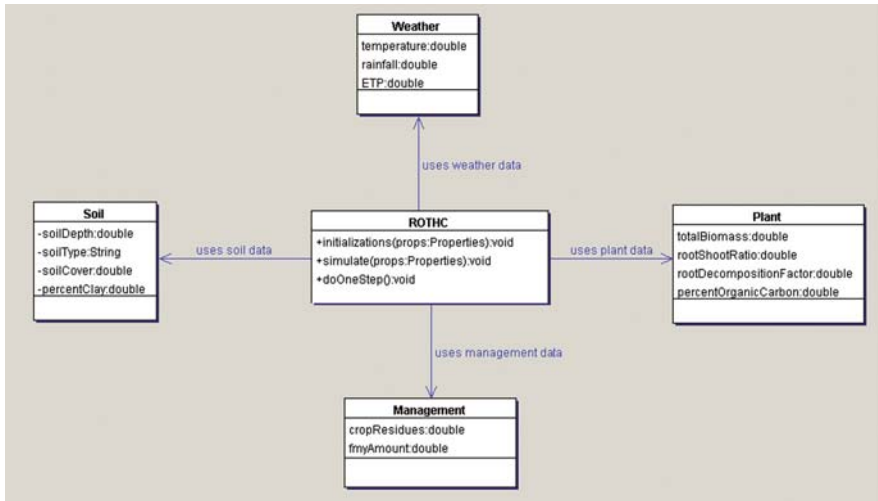 Weather
temperature:double
rainfall:double
ETP:double
uses weather data
Soil
-soilDepth:double
-soilType:String
-soilCover:double
-percentClay:double
uses soil data
ROTHC
+initializations(props:Properties):void
+simulate(props:Properties):void
+doOneStep():void
uses plant data
Plant
totalBiomass:double
rootShootRatio:double
rootDecompositionFactor:double
percentOrganicCarbon:double
uses management data
Management
cropResidues:double
fmyAmount:double